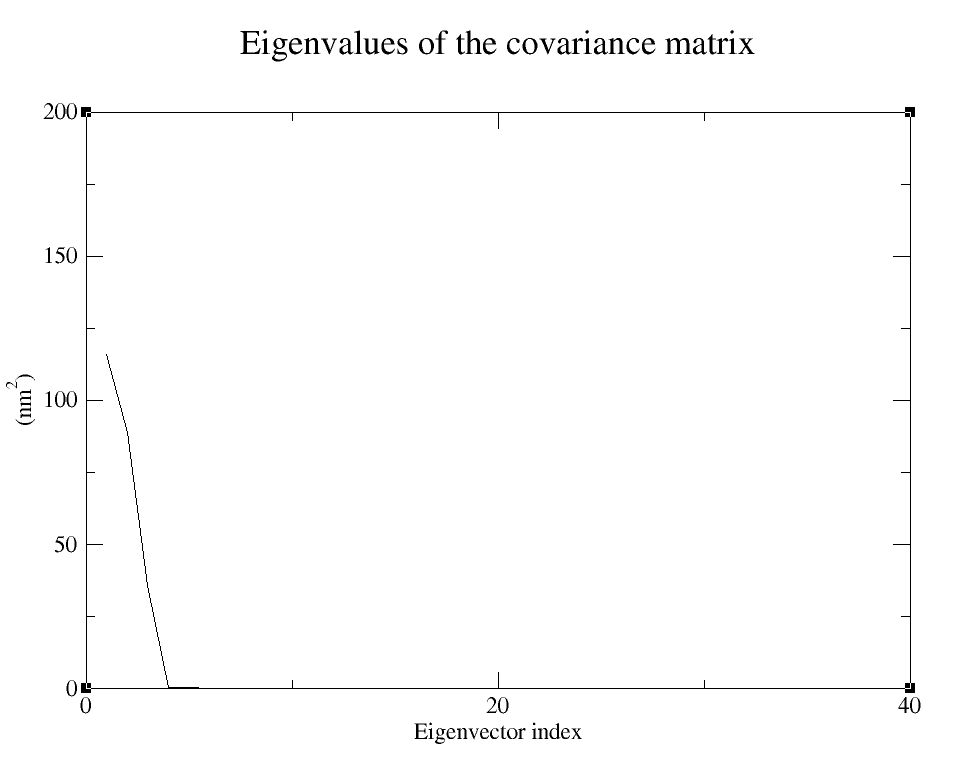 Eigenvalues of the covariance matrix
200
150
100
50
0
(nm²)
0 20 40
Eigenvector index